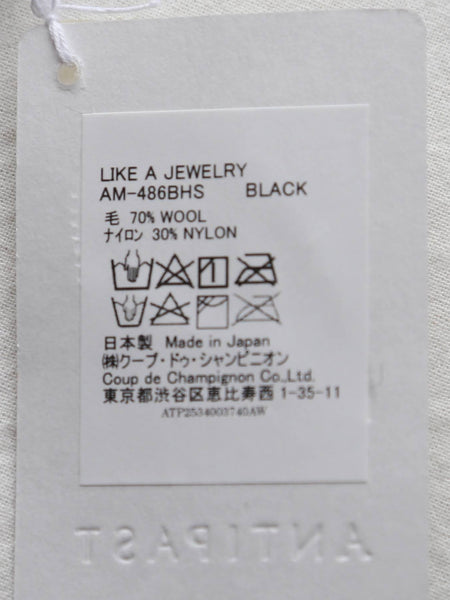 LIKE A JEWELRY
AM-486BHS BLACK
毛 70% WOOL
ナイロン 30% NYLON
日本製 Made in Japan
㈱クープ・ドゥ・シャンピニオン
Coup de Champignon Co.,Ltd.
東京都渋谷区恵比寿西 1-35-11
ATP2534003740AW
ANTIPAST